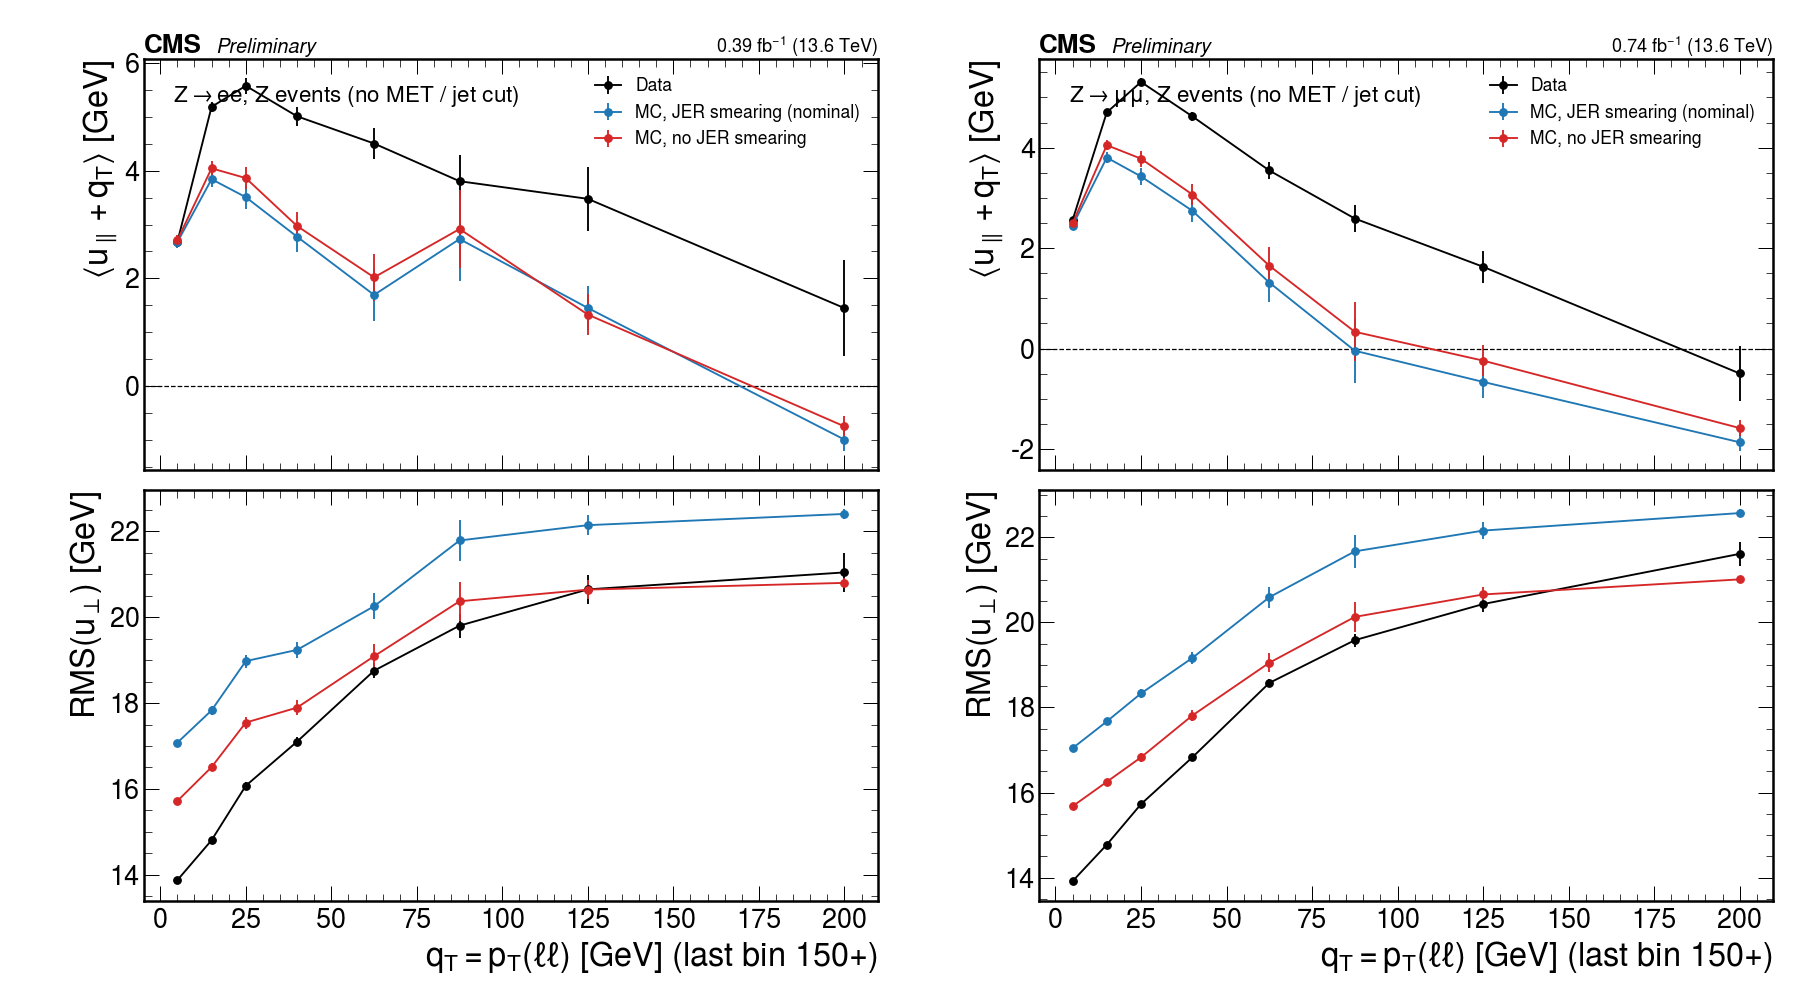 CMS Preliminary 0.39 fb⁻¹ (13.6 TeV)
Z→ee, Z events (no MET / jet cut)
Data
MC, JER smearing (nominal)
MC, no JER smearing
⟨u∥ + qT⟩ [GeV]
6
4
2
0
RMS(u⊥) [GeV]
22
20
18
16
14
0 25 50 75 100 125 150 175 200
qT = pT(ℓℓ) [GeV] (last bin 150+)
CMS Preliminary 0.74 fb⁻¹ (13.6 TeV)
Z→μμ, Z events (no MET / jet cut)
Data
MC, JER smearing (nominal)
MC, no JER smearing
⟨u∥ + qT⟩ [GeV]
4
2
0
-2
RMS(u⊥) [GeV]
22
20
18
16
14
0 25 50 75 100 125 150 175 200
qT = pT(ℓℓ) [GeV] (last bin 150+)